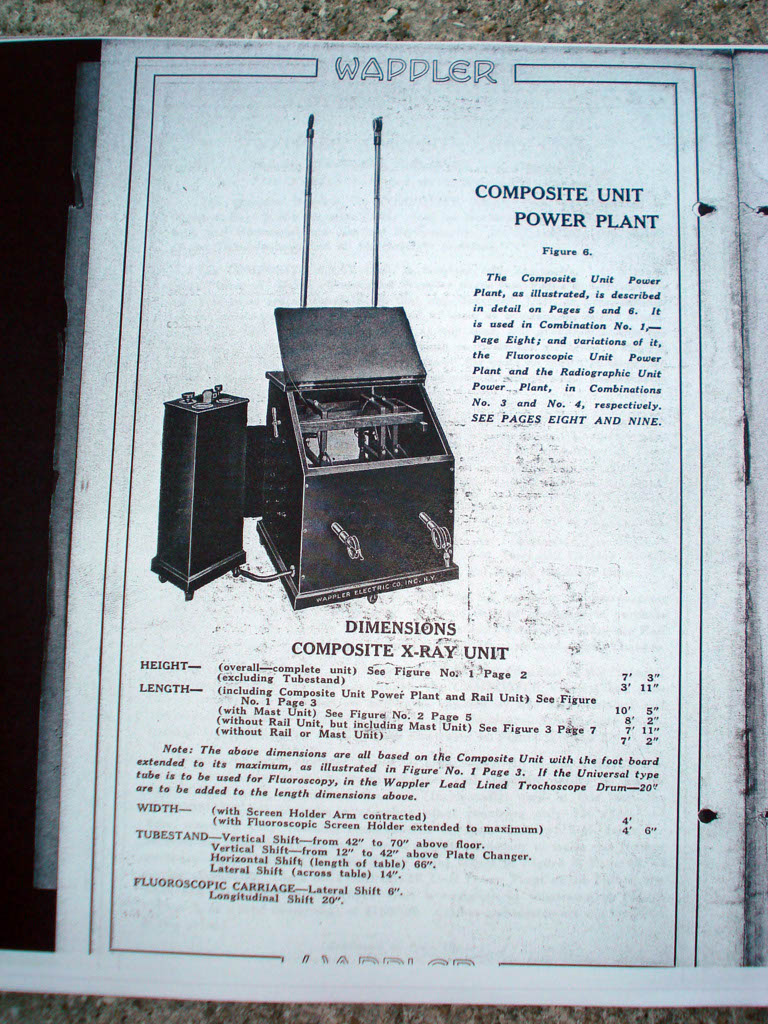 WAPPLER
COMPOSITE UNIT
POWER PLANT
Figure 6.
The Composite Unit Power
Plant, as illustrated, is described
in detail on Pages 5 and 6. It
is used in Combination No. 1,—
Page Eight; and variations of it,
the Fluoroscopic Unit Power
Plant and the Radiographic Unit
Power Plant, in Combinations
No. 3 and No. 4, respectively.
SEE PAGES EIGHT AND NINE.
WAPPLER ELECTRIC CO. INC. N.Y.
DIMENSIONS
COMPOSITE X-RAY UNIT
HEIGHT— (overall—complete unit) See Figure No. 1 Page 2 7' 3"
(excluding Tubestand) 3' 11"
LENGTH— (including Composite Unit Power Plant and Rail Unit) See Figure
No. 1 Page 3 10' 5"
(with Mast Unit) See Figure No. 2 Page 5 8' 2"
(without Rail Unit, but including Mast Unit) See Figure 3 Page 7 7' 11"
(without Rail or Mast Unit) 7' 2"
Note: The above dimensions are all based on the Composite Unit with the foot board
extended to its maximum, as illustrated in Figure No. 1 Page 3. If the Universal type
tube is to be used for Fluoroscopy, in the Wappler Lead Lined Trochoscope Drum—20"
are to be added to the length dimensions above.
WIDTH— (with Screen Holder Arm contracted) 4'
(with Fluoroscopic Screen Holder extended to maximum) 4' 6"
TUBESTAND—Vertical Shift—from 42" to 70" above floor.
Vertical Shift—from 12" to 42" above Plate Changer.
Horizontal Shift (length of table) 66".
Lateral Shift (across table) 14".
FLUOROSCOPIC CARRIAGE—Lateral Shift 6".
Longitudinal Shift 20".
WAPPLER